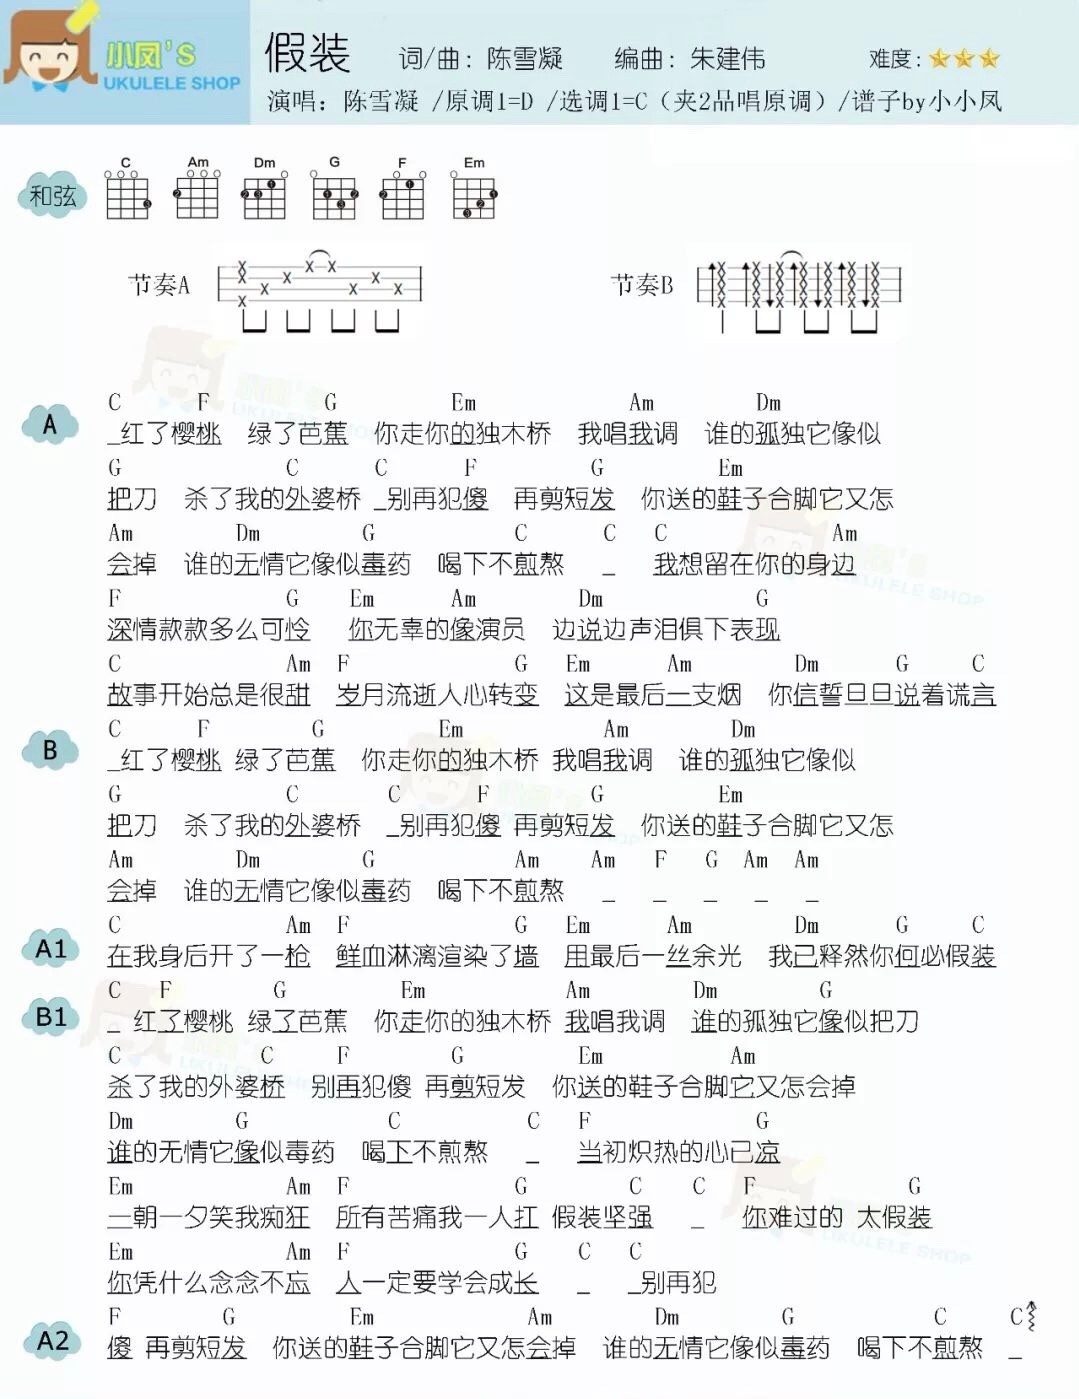 小凤'S
UKULELE SHOP
假装 词/曲: 陈雪凝 编曲: 朱建伟 难度:
演唱: 陈雪凝 /原调1=D /选调1=C（夹2品唱原调）/谱子by小小凤
和弦 C Am Dm G F Em
节奏A 节奏B
C F G Em Am Dm
A _红了樱桃 绿了芭蕉 你走你的独木桥 我唱我调 谁的孤独它像似
G C C F G Em
把刀 杀了我的外婆桥 _别再犯傻 再剪短发 你送的鞋子合脚它又怎
Am Dm G C C C Am
会掉 谁的无情它像似毒药 喝下不煎熬 _ 我想留在你的身边
F G Em Am Dm G
深情款款多么可怜 你无辜的像演员 边说边声泪俱下表现
C Am F G Em Am Dm G C
故事开始总是很甜 岁月流逝人心转变 这是最后一支烟 你信誓旦旦说着谎言
C F G Em Am Dm
B _红了樱桃 绿了芭蕉 你走你的独木桥 我唱我调 谁的孤独它像似
G C C F G Em
把刀 杀了我的外婆桥 _别再犯傻 再剪短发 你送的鞋子合脚它又怎
Am Dm G Am Am F G Am Am
会掉 谁的无情它像似毒药 喝下不煎熬 _ _ _ _ _
C Am F G Em Am Dm G C
A1 在我身后开了一枪 鲜血淋漓渲染了墙 用最后一丝余光 我已释然你何必假装
C F G Em Am Dm G
B1 _ 红了樱桃 绿了芭蕉 你走你的独木桥 我唱我调 谁的孤独它像似把刀
C C F G Em Am
杀了我的外婆桥 别再犯傻 再剪短发 你送的鞋子合脚它又怎会掉
Dm G C C F G
谁的无情它像似毒药 喝下不煎熬 _ 当初炽热的心已凉
Em Am F G C C F G
一朝一夕笑我痴狂 所有苦痛我一人扛 假装坚强 _ 你难过的 太假装
Em Am F G C C
你凭什么念念不忘 人一定要学会成长 _ _别再犯
F G Em Am Dm G C C
A2 傻 再剪短发 你送的鞋子合脚它又怎会掉 谁的无情它像似毒药 喝下不煎熬 _